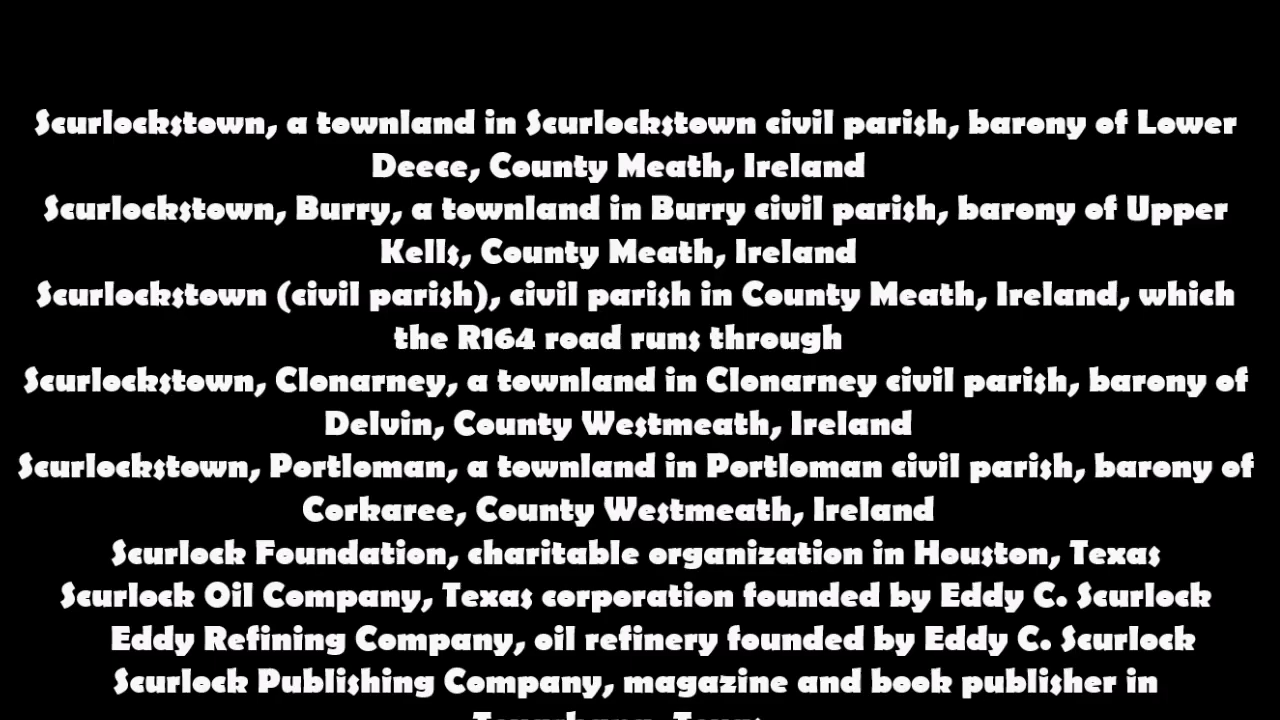 Scurlockstown, a townland in Scurlockstown civil parish, barony of Lower
Deece, County Meath, Ireland
Scurlockstown, Burry, a townland in Burry civil parish, barony of Upper
Kells, County Meath, Ireland
Scurlockstown (civil parish), civil parish in County Meath, Ireland, which
the R164 road runs through
Scurlockstown, Clonarney, a townland in Clonarney civil parish, barony of
Delvin, County Westmeath, Ireland
Scurlockstown, Portloman, a townland in Portloman civil parish, barony of
Corkaree, County Westmeath, Ireland
Scurlock Foundation, charitable organization in Houston, Texas
Scurlock Oil Company, Texas corporation founded by Eddy C. Scurlock
Eddy Refining Company, oil refinery founded by Eddy C. Scurlock
Scurlock Publishing Company, magazine and book publisher in